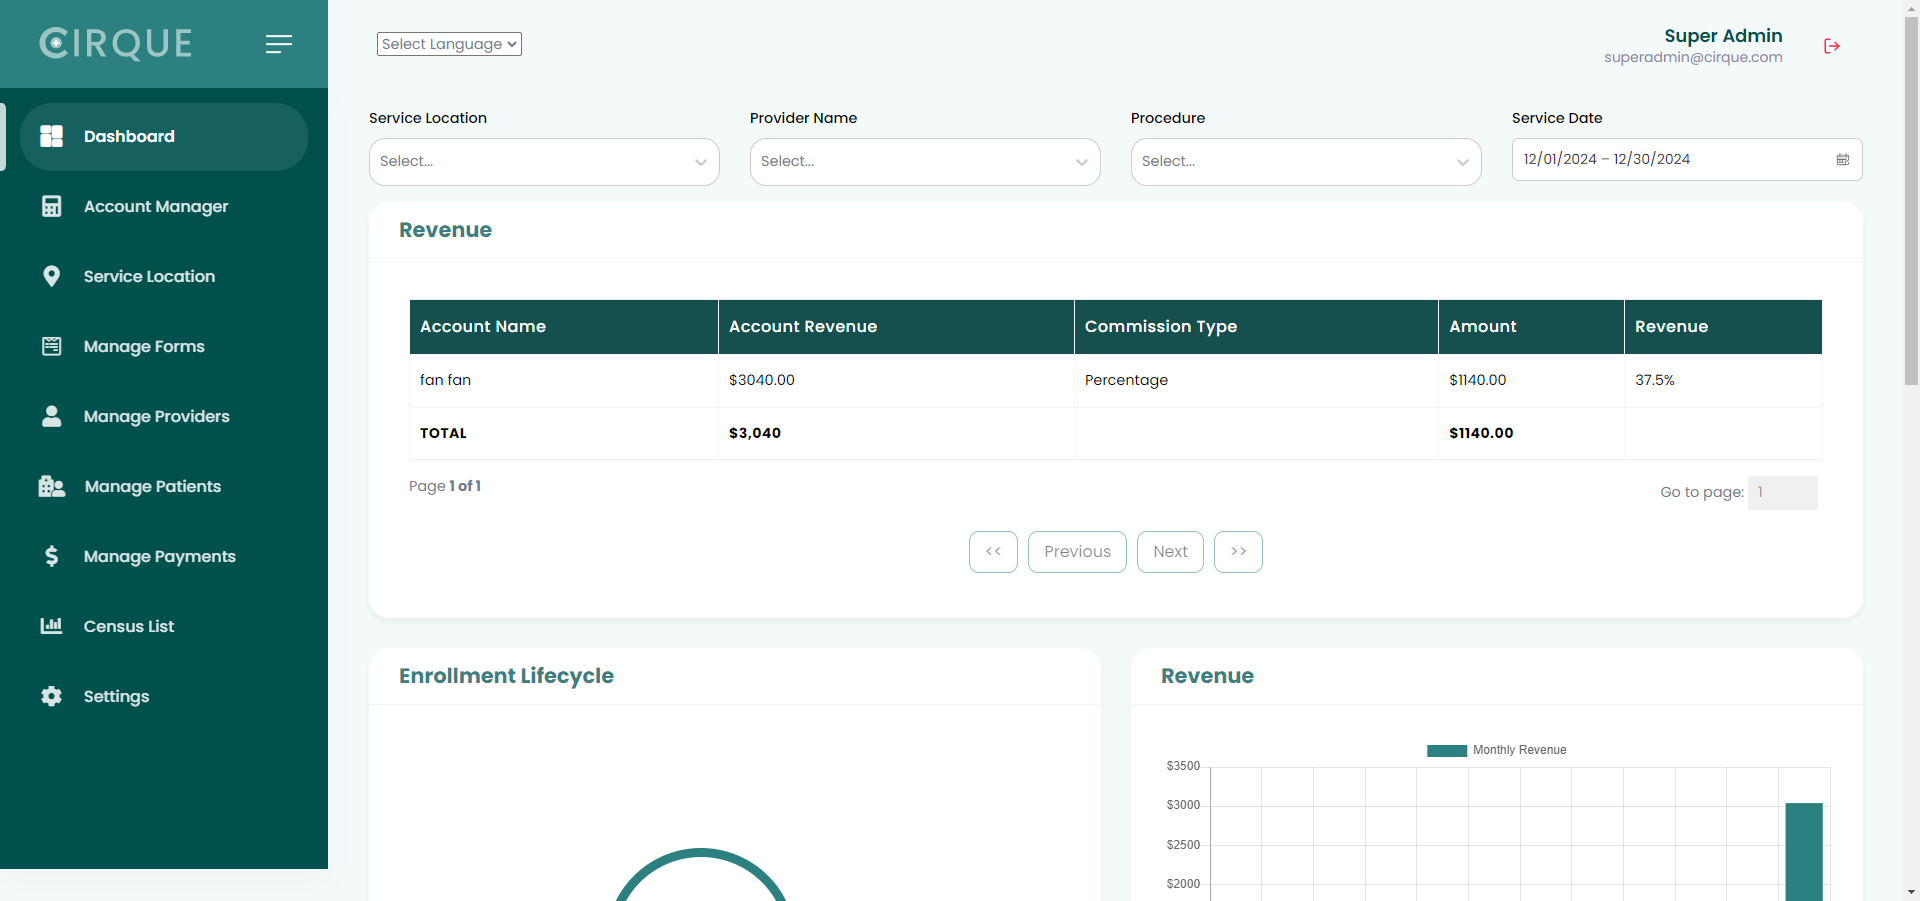 CIRQUE
Select Language
Super Admin
superadmin@cirque.com
Dashboard
Account Manager
Service Location
Manage Forms
Manage Providers
Manage Patients
Manage Payments
Census List
Settings
Service Location
Provider Name
Procedure
Service Date
Select...
Select...
Select...
12/01/2024 – 12/30/2024
Revenue
Account Name Account Revenue Commission Type Amount Revenue
fan fan $3040.00 Percentage $1140.00 37.5%
TOTAL $3,040 $1140.00
Page 1 of 1
Go to page: 1
<< Previous Next >>
Enrollment Lifecycle
Revenue
Monthly Revenue
$3500
$3000
$2500
$2000